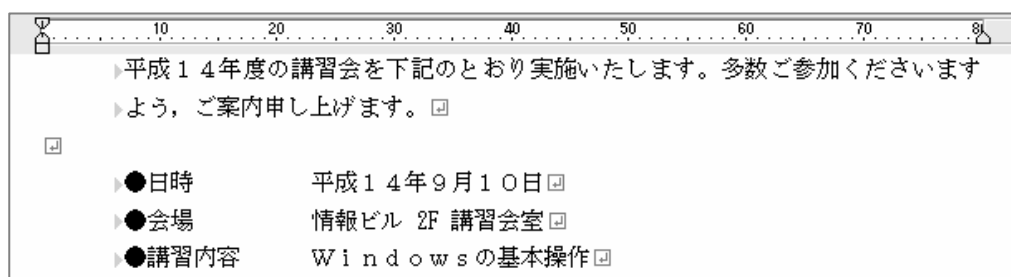 10 20 30 40 50 60 70 80
平成１４年度の講習会を下記のとおり実施いたします。多数ご参加くださいます
よう，ご案内申し上げます。
●日時 平成１４年９月１０日
●会場 情報ビル 2F 講習会室
●講習内容 Ｗｉｎｄｏｗｓの基本操作